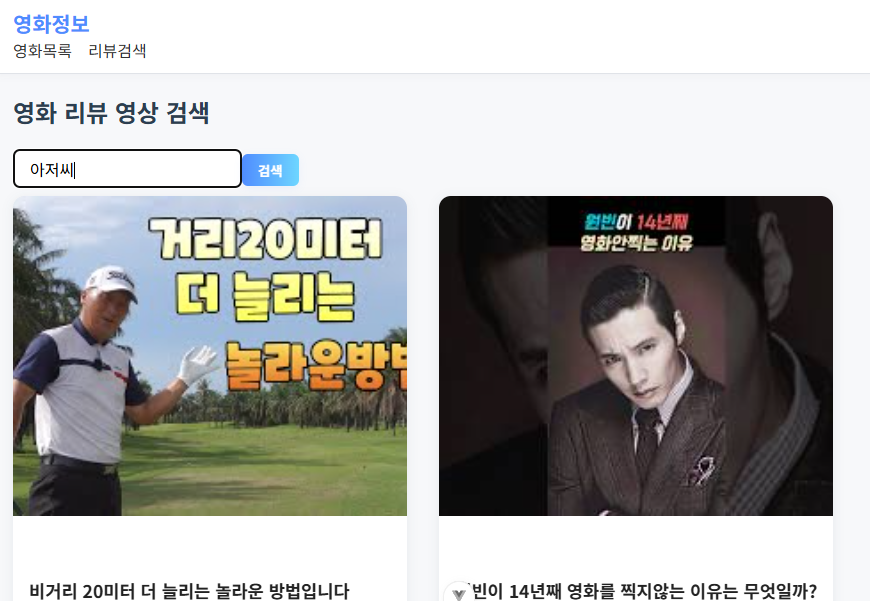 영화정보
영화목록 리뷰검색
영화 리뷰 영상 검색
아저씨 검색
거리20미터
더 늘리는
놀라운방법
원빈이 14년째
영화안찍는 이유
비거리 20미터 더 늘리는 놀라운 방법입니다
빈이 14년째 영화를 찍지않는 이유는 무엇일까?